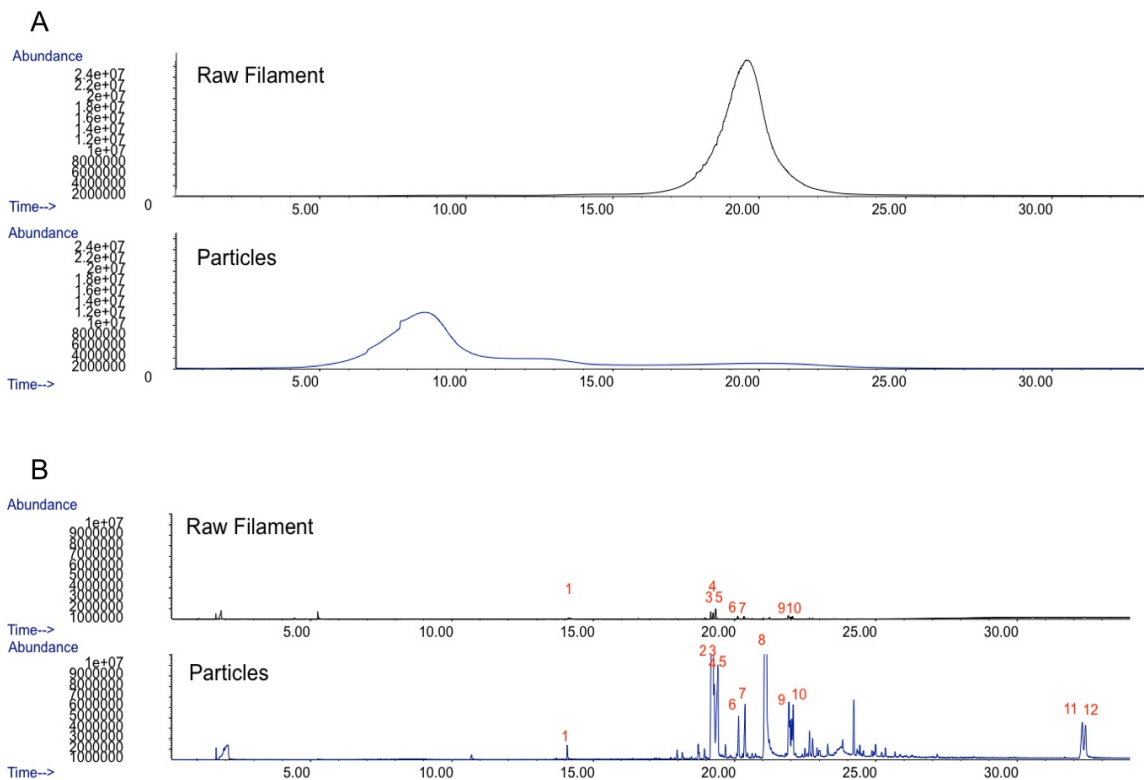 A
Abundance
2.4e+07
2.2e+07
2e+07
1.8e+07
1.6e+07
1.4e+07
1.2e+07
1e+07
8000000
6000000
4000000
2000000
Raw Filament
Time-->
0 5.00 10.00 15.00 20.00 25.00 30.00
Abundance
2.4e+07
2.2e+07
2e+07
1.8e+07
1.6e+07
1.4e+07
1.2e+07
1e+07
8000000
6000000
4000000
2000000
Particles
Time-->
0 5.00 10.00 15.00 20.00 25.00 30.00
B
Abundance
1e+07
9000000
8000000
7000000
6000000
5000000
4000000
3000000
2000000
1000000
Raw Filament
1 3 4 5 6 7 9 10
Time-->
5.00 10.00 15.00 20.00 25.00 30.00
Abundance
1e+07
9000000
8000000
7000000
6000000
5000000
4000000
3000000
2000000
1000000
Particles
1 2 3 4 5 6 7 8 9 10 11 12
Time-->
5.00 10.00 15.00 20.00 25.00 30.00